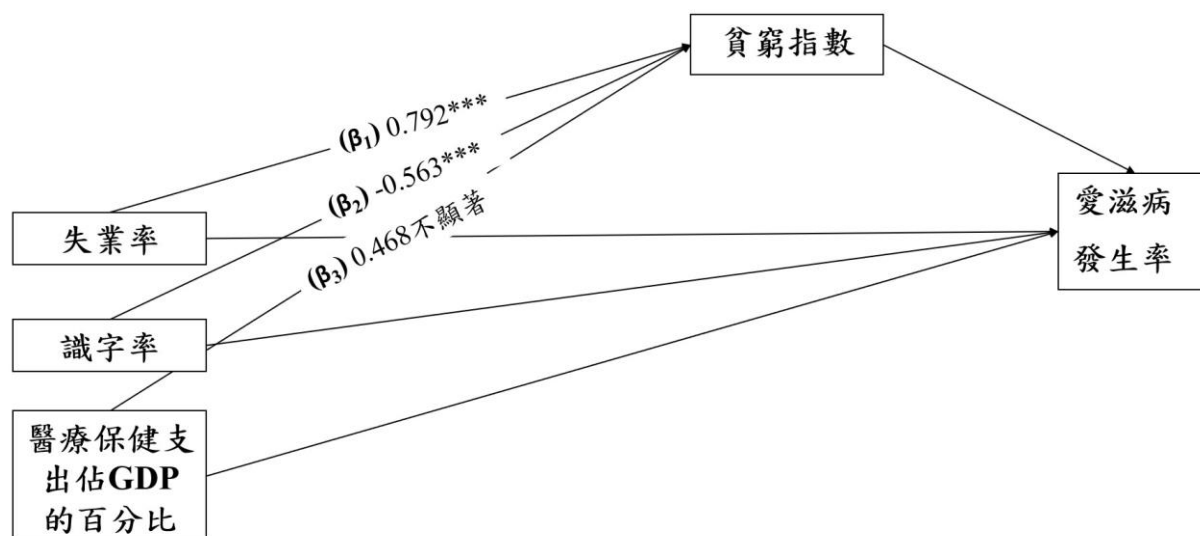 貧窮指數
(β₁) 0.792***
(β₂) -0.563***
(β₃) 0.468不顯著
失業率
愛滋病
發生率
識字率
醫療保健支
出佔GDP
的百分比